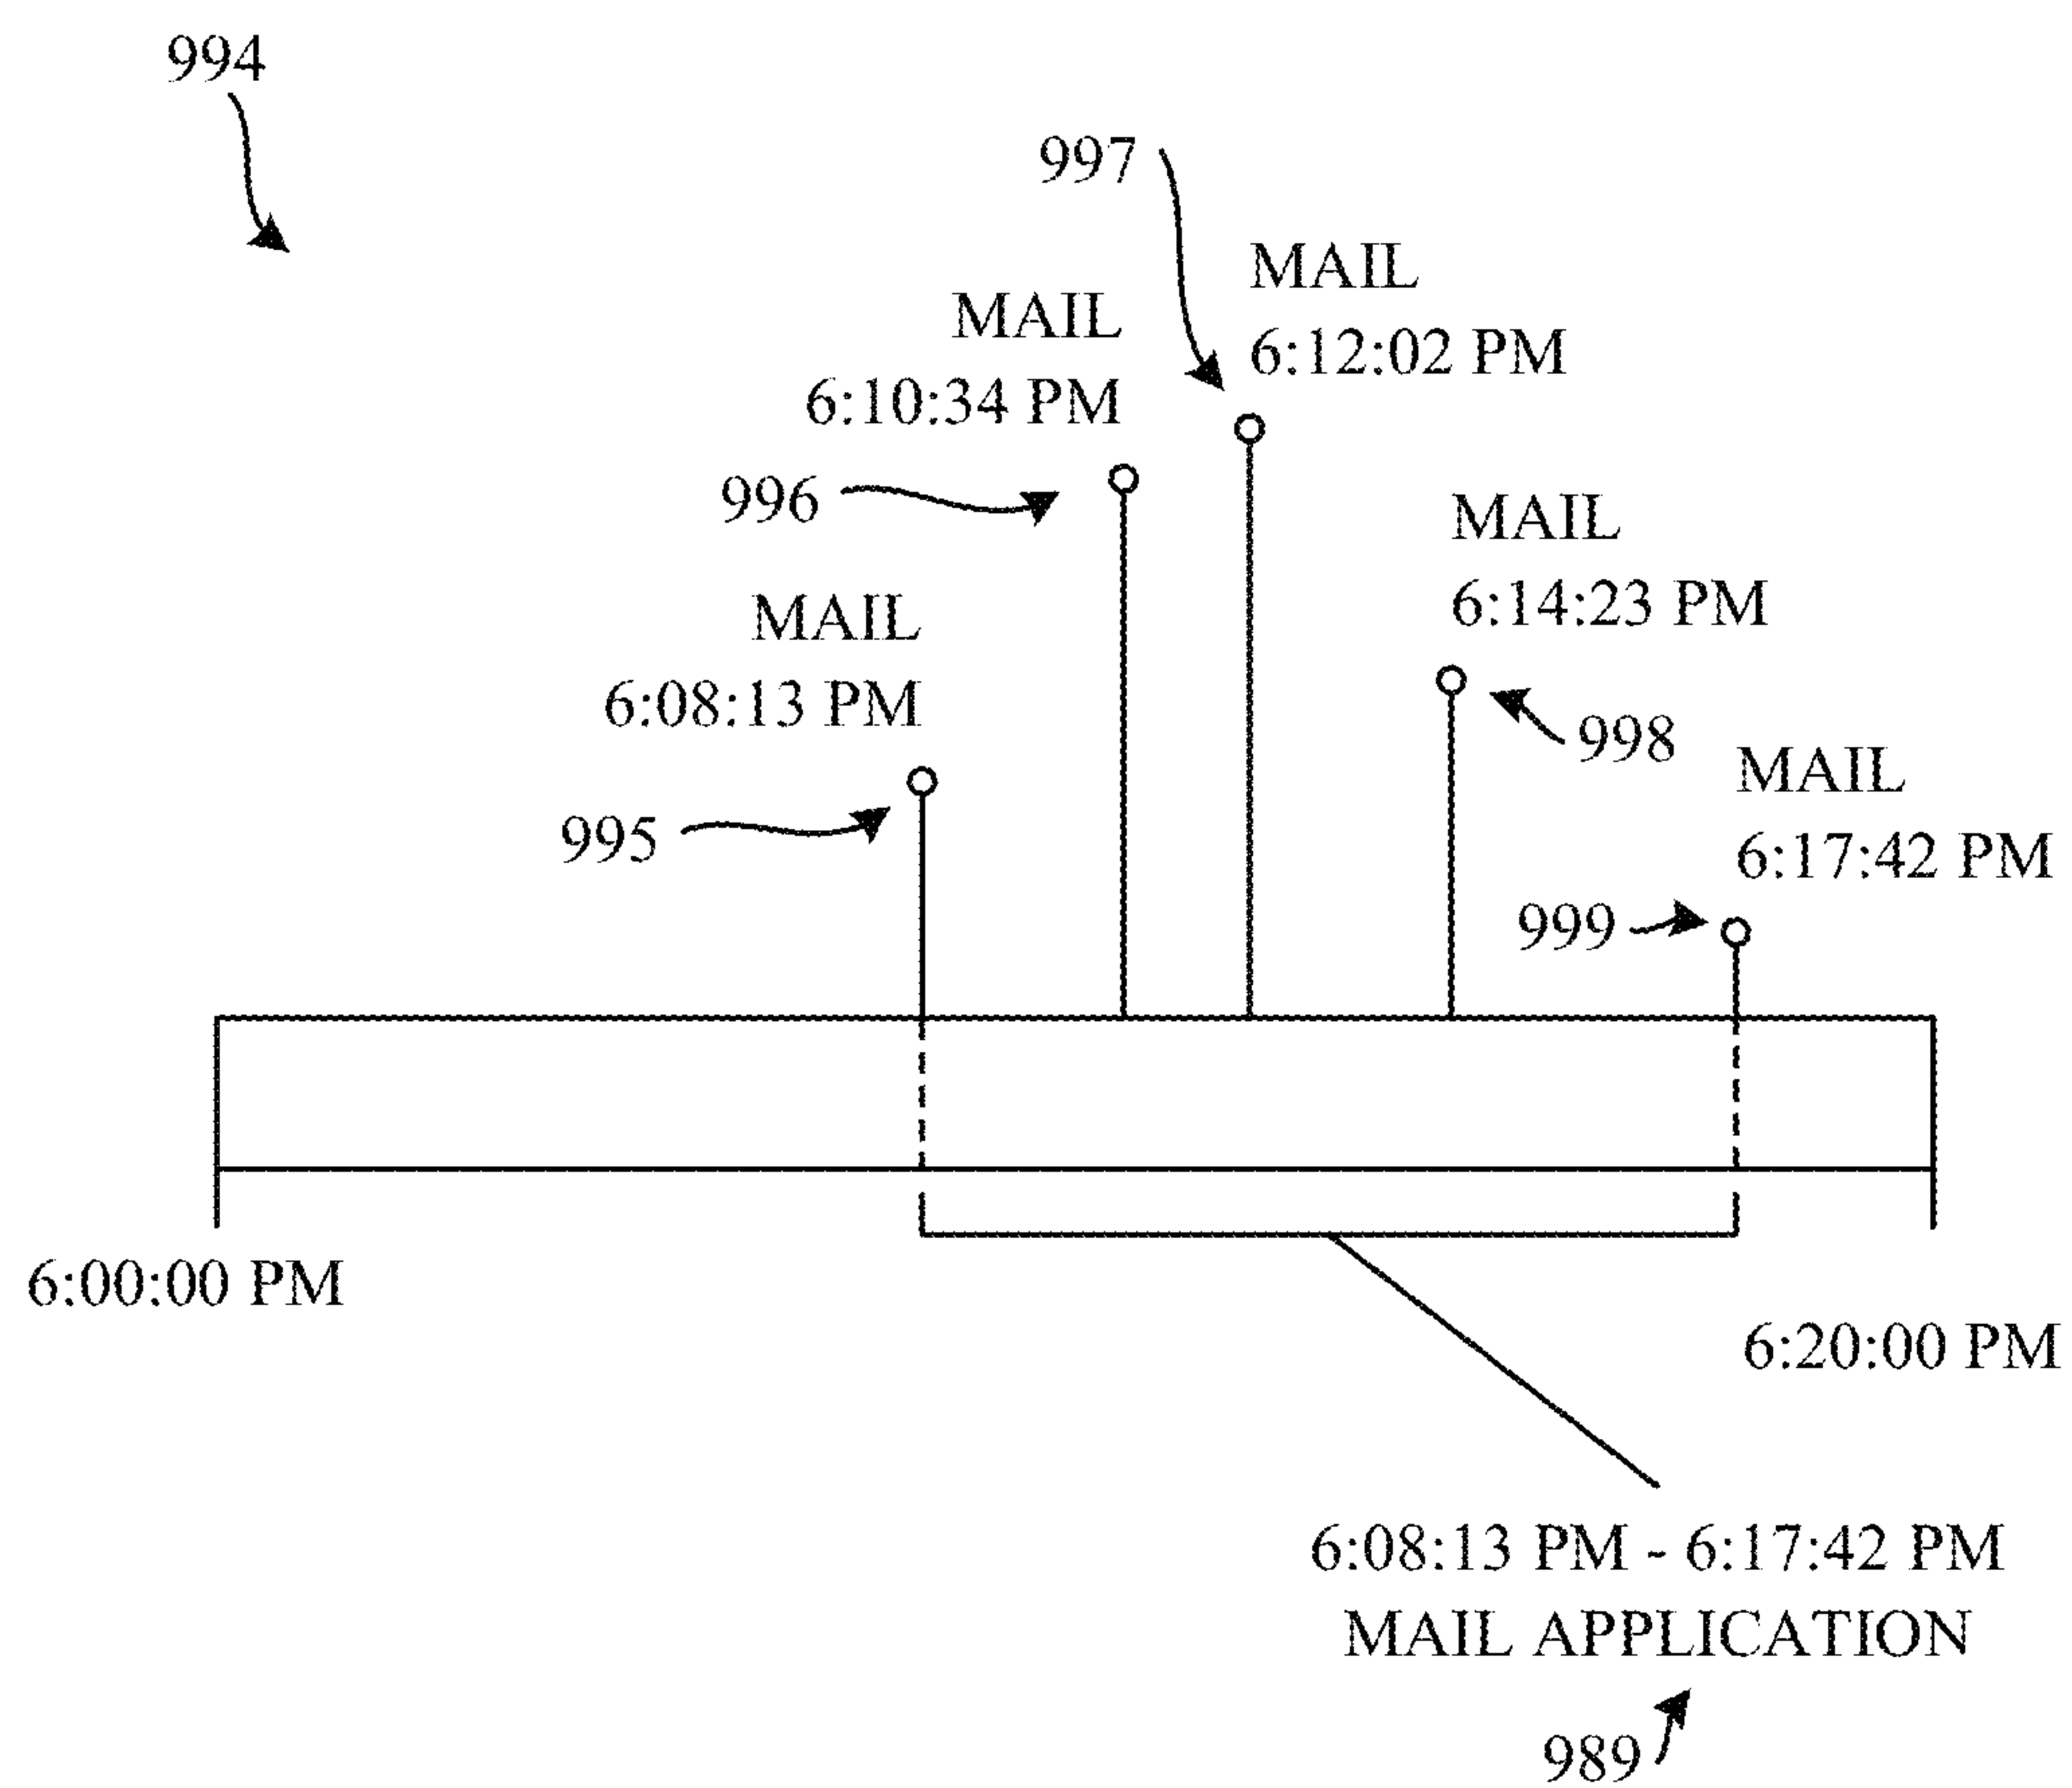 994
997
MAIL
6:12:02 PM
MAIL
6:10:34 PM
996
MAIL
6:14:23 PM
998
MAIL
6:08:13 PM
995
MAIL
6:17:42 PM
999
6:00:00 PM
6:20:00 PM
6:08:13 PM - 6:17:42 PM
MAIL APPLICATION
989